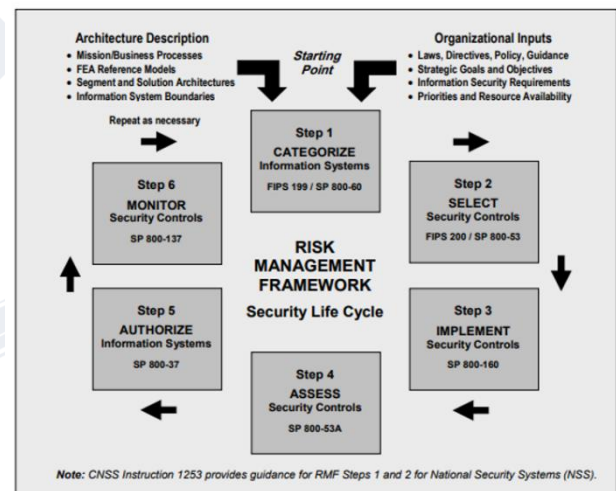 Architecture Description
• Mission/Business Processes
• FEA Reference Models
• Segment and Solution Architectures
• Information System Boundaries
Starting
Point
Organizational Inputs
• Laws, Directives, Policy, Guidance
• Strategic Goals and Objectives
• Information Security Requirements
• Priorities and Resource Availability
Repeat as necessary
Step 1
CATEGORIZE
Information Systems
FIPS 199 / SP 800-60
Step 2
SELECT
Security Controls
FIPS 200 / SP 800-53
Step 3
IMPLEMENT
Security Controls
SP 800-160
Step 4
ASSESS
Security Controls
SP 800-53A
Step 5
AUTHORIZE
Information Systems
SP 800-37
Step 6
MONITOR
Security Controls
SP 800-137
RISK
MANAGEMENT
FRAMEWORK
Security Life Cycle
Note: CNSS Instruction 1253 provides guidance for RMF Steps 1 and 2 for National Security Systems (NSS).